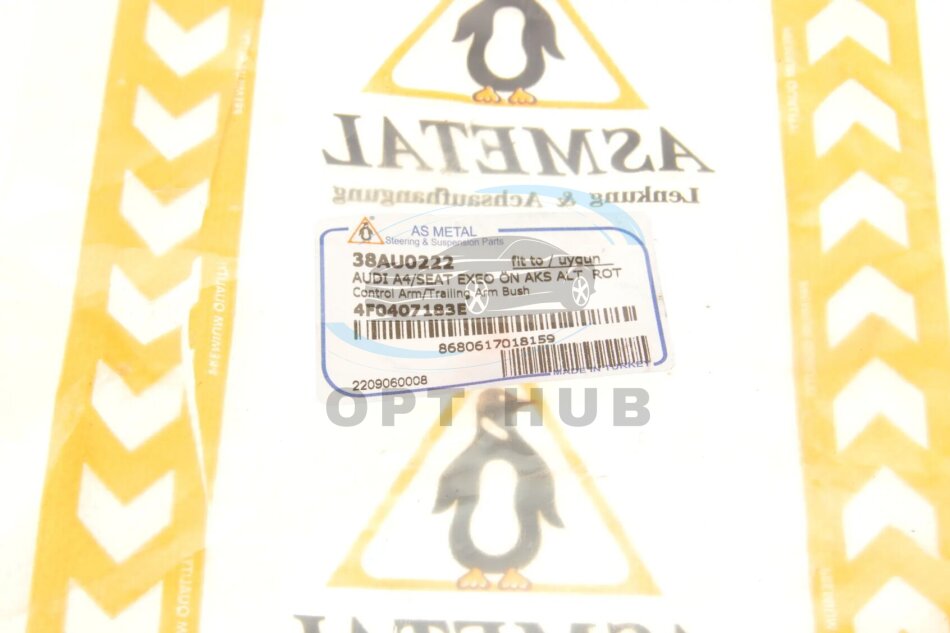 ASMETAL
Lenkung & Achsaufhangung
AS METAL
Steering & Suspension Parts
38AU0222 fit to / uygun
AUDI A4/SEAT EXEO ÖN AKS ALT ROT
Control Arm/Trailing Arm Bush
4F0407183E
8680617018159
MADE IN TURKEY
2209060008
OPT HUB